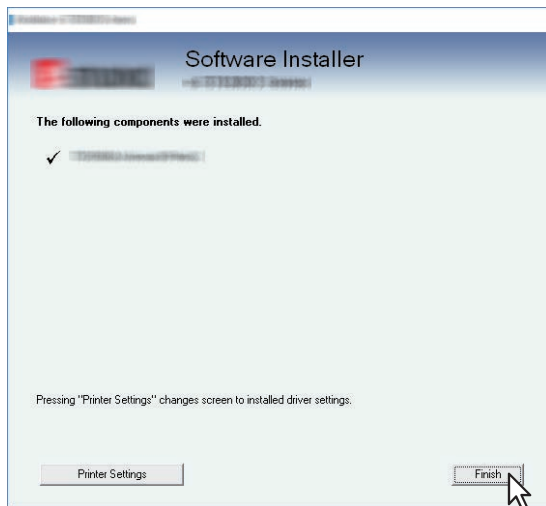 Software Installer
The following components were installed.
Pressing "Printer Settings" changes screen to installed driver settings.
Printer Settings
Finish